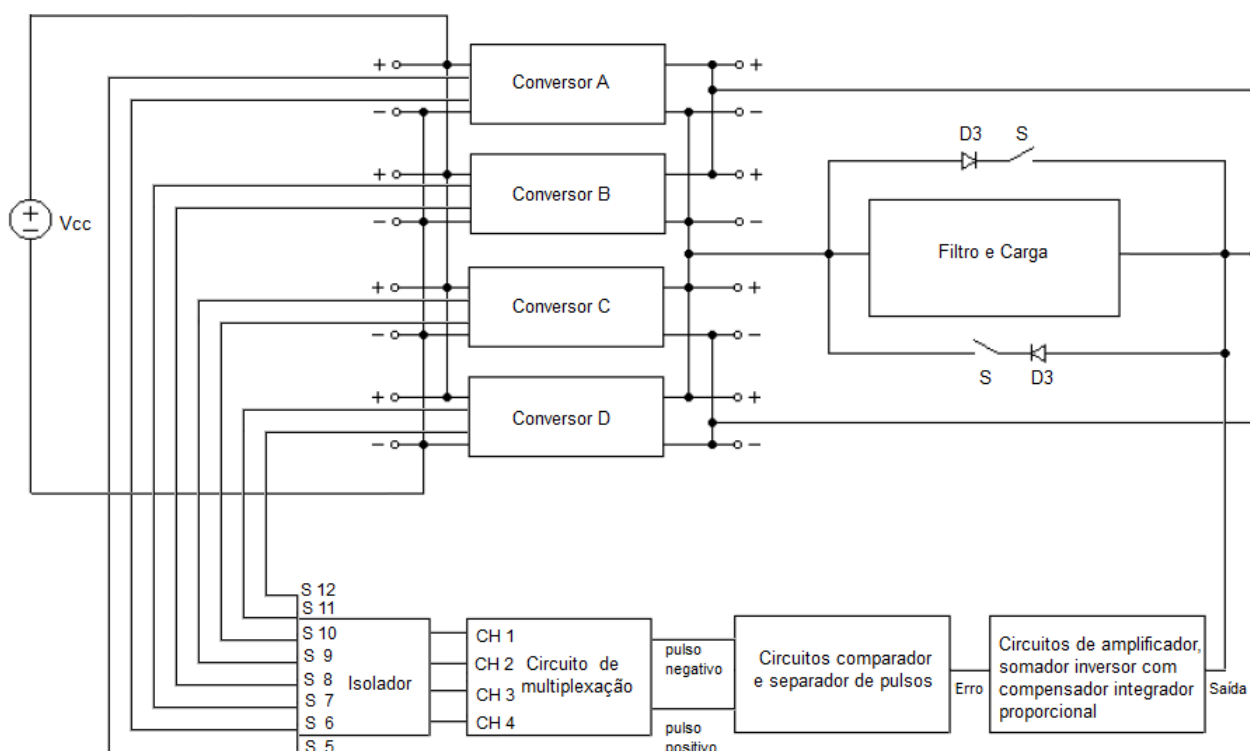 +
+
Conversor A
−
−
D3
S
+
+
Conversor B
Vcc
−
−
Filtro e Carga
+
+
Conversor C
−
−
S
D3
+
+
Conversor D
−
−
S 12
S 11
S 10
S 9
S 8
S 7
S 6
S 5
Isolador
CH 1
CH 2
CH 3
CH 4
Circuito de
multiplexação
pulso
negativo
pulso
positivo
Circuitos comparador
e separador de pulsos
Erro
Circuitos de amplificador,
somador inversor com
compensador integrador
proporcional
Saída